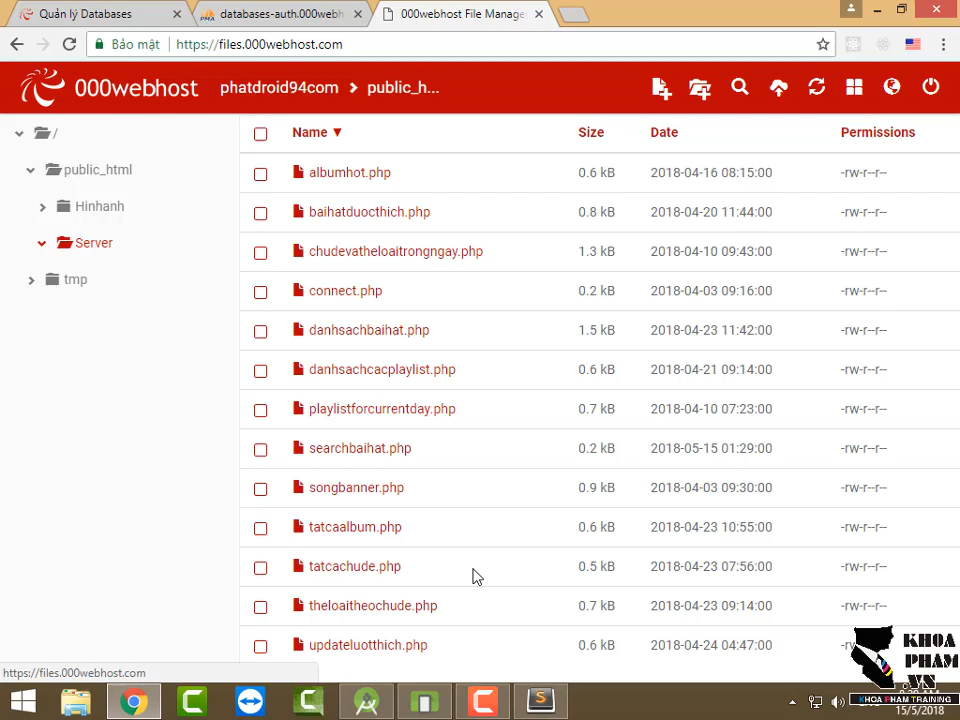 Quản lý Databases
databases-auth.000webh
000webhost File Manage
Bảo mật
https://files.000webhost.com
000webhost
phatdroid94com
public_h...
/
public_html
Hinhanh
Server
tmp
Name ▼ Size Date Permissions
albumhot.php 0.6 kB 2018-04-16 08:15:00 -rw-r--r--
baihatduocthich.php 0.8 kB 2018-04-20 11:44:00 -rw-r--r--
chudevatheloaitrongngay.php 1.3 kB 2018-04-10 09:43:00 -rw-r--r--
connect.php 0.2 kB 2018-04-03 09:16:00 -rw-r--r--
danhsachbaihat.php 1.5 kB 2018-04-23 11:42:00 -rw-r--r--
danhsachcacplaylist.php 0.6 kB 2018-04-21 09:14:00 -rw-r--r--
playlistforcurrentday.php 0.7 kB 2018-04-10 07:23:00 -rw-r--r--
searchbaihat.php 0.2 kB 2018-05-15 01:29:00 -rw-r--r--
songbanner.php 0.9 kB 2018-04-03 09:30:00 -rw-r--r--
tatcaalbum.php 0.6 kB 2018-04-23 10:55:00 -rw-r--r--
tatcachude.php 0.5 kB 2018-04-23 07:56:00 -rw-r--r--
theloaitheochude.php 0.7 kB 2018-04-23 09:14:00 -rw-r--r--
updateluotthich.php 0.6 kB 2018-04-24 04:47:00
https://files.000webhost.com
KHOA
PHAM
KHOA PHAM TRAINING
15/5/2018